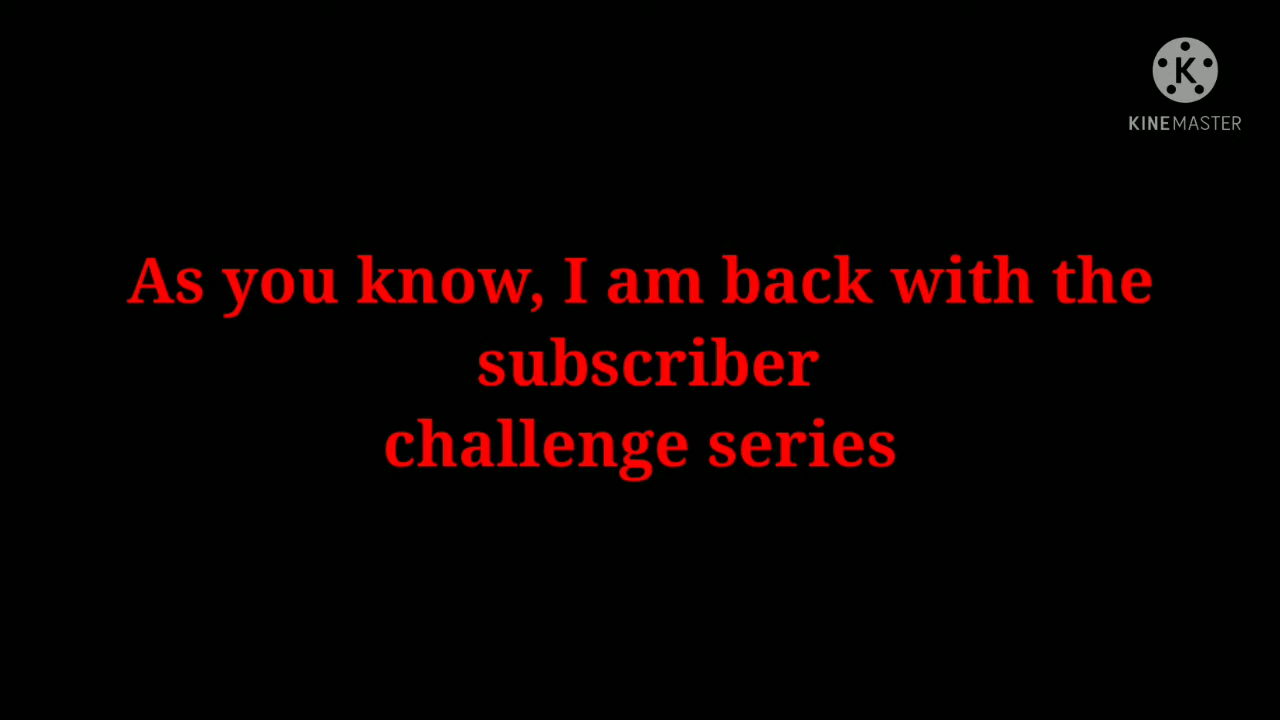 K
KINEMASTER
As you know, I am back with the
subscriber
challenge series